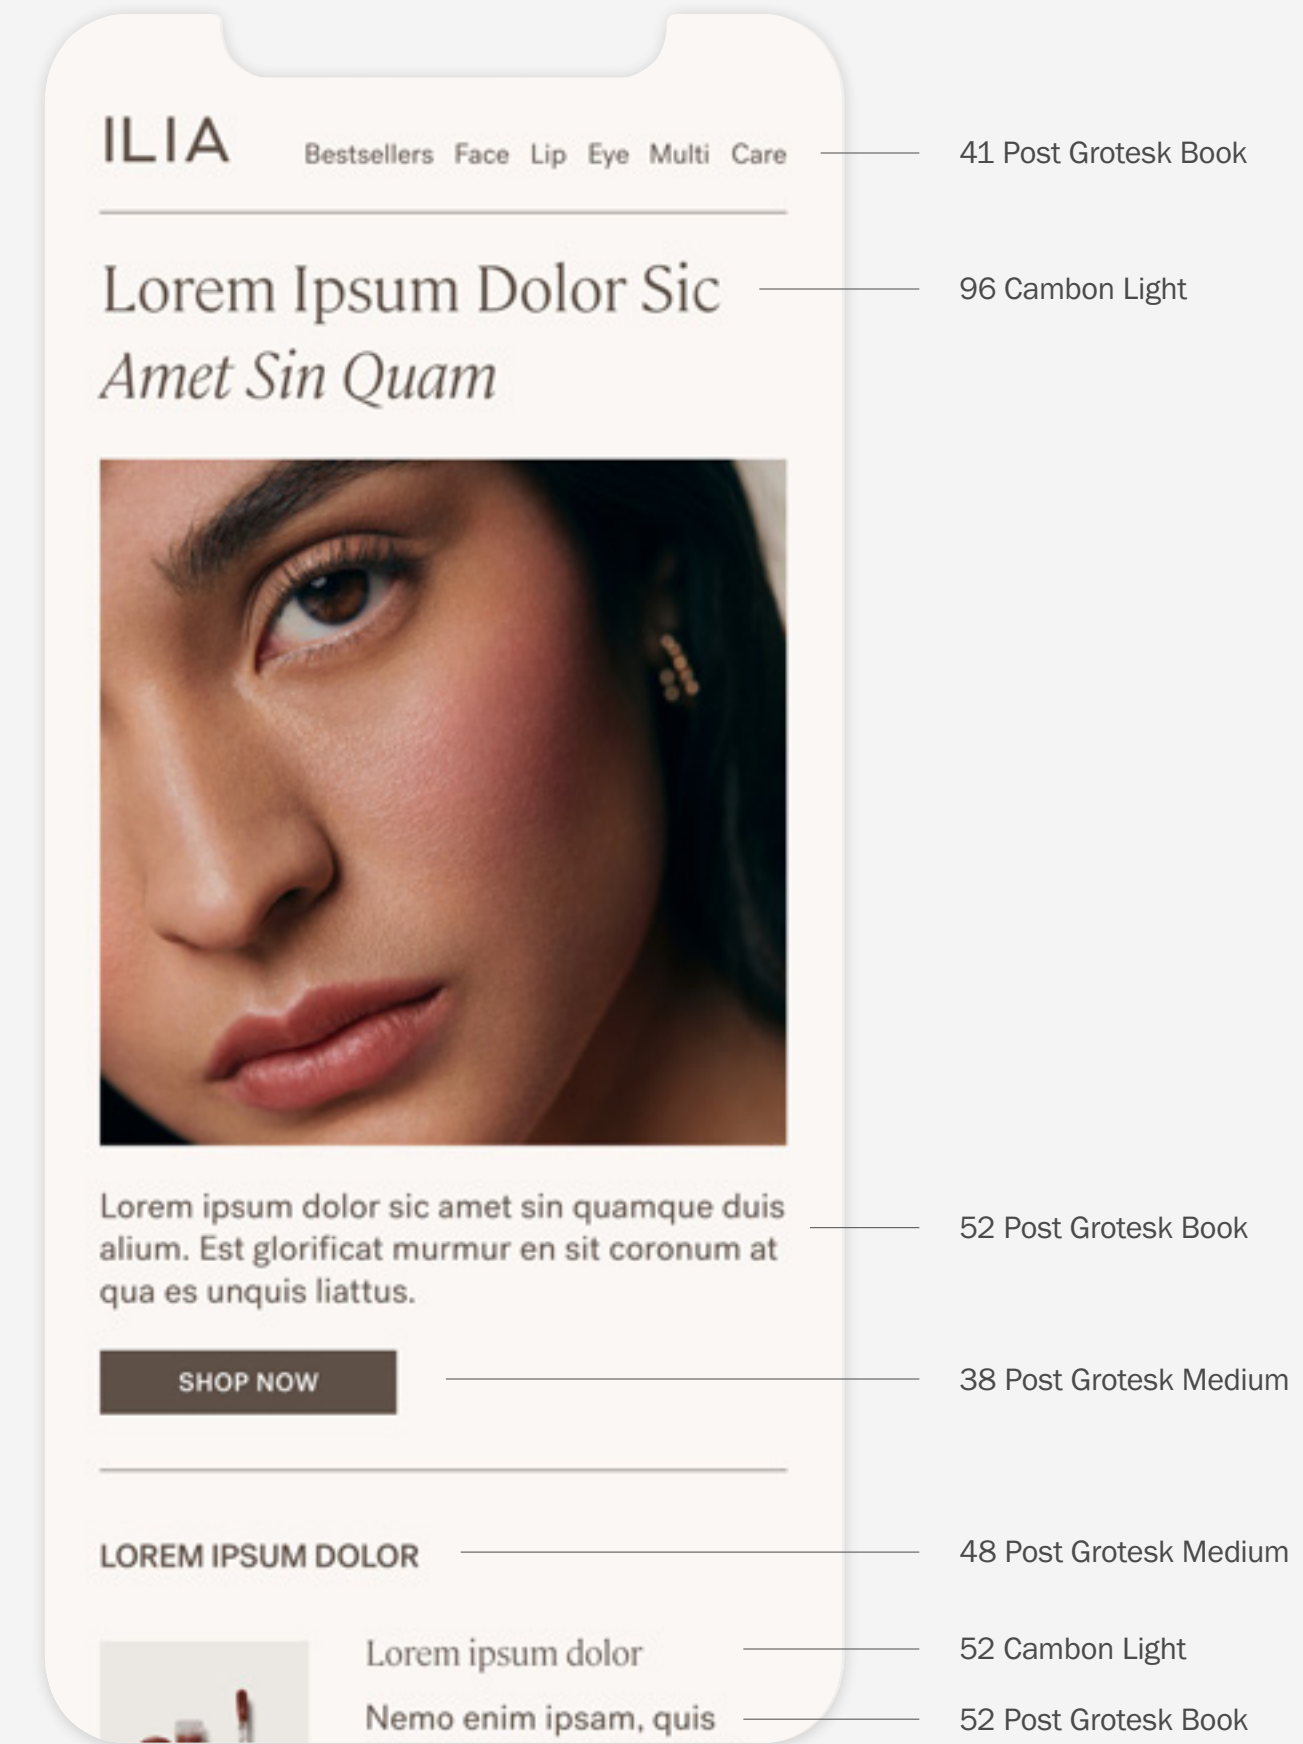 ILIA
Bestsellers Face Lip Eye Multi Care
41 Post Grotesk Book
Lorem Ipsum Dolor Sic
96 Cambon Light
Amet Sin Quam
Lorem ipsum dolor sic amet sin quamque duis
alium. Est glorificat murmur en sit coronum at
qua es unquis liattus.
52 Post Grotesk Book
SHOP NOW
38 Post Grotesk Medium
LOREM IPSUM DOLOR
48 Post Grotesk Medium
Lorem ipsum dolor
52 Cambon Light
Nemo enim ipsam, quis
52 Post Grotesk Book